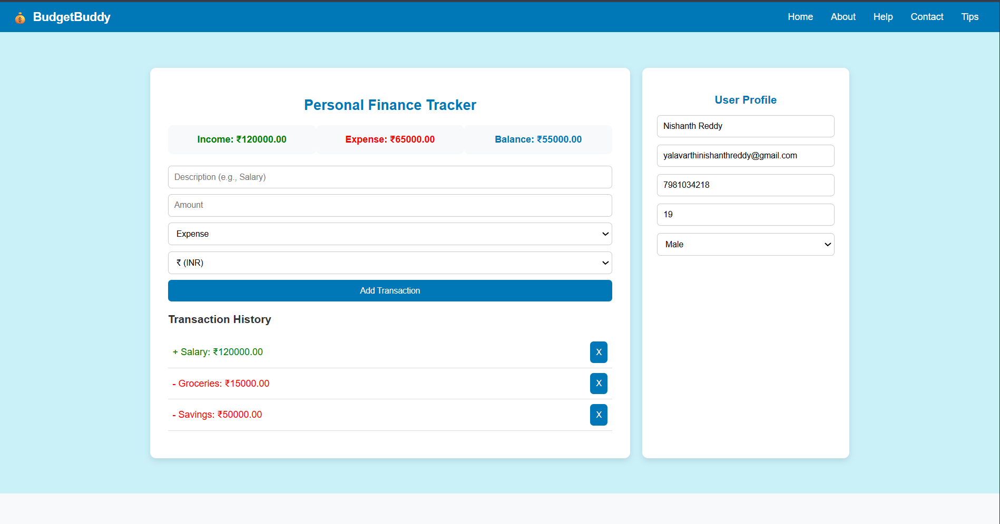 BudgetBuddy
Home About Help Contact Tips
Personal Finance Tracker
Income: ₹120000.00 Expense: ₹65000.00 Balance: ₹55000.00
Description (e.g., Salary)
Amount
Expense
₹ (INR)
Add Transaction
Transaction History
+ Salary: ₹120000.00 X
- Groceries: ₹15000.00 X
- Savings: ₹50000.00 X
User Profile
Nishanth Reddy
yalavarthinishanthreddy@gmail.com
7981034218
19
Male